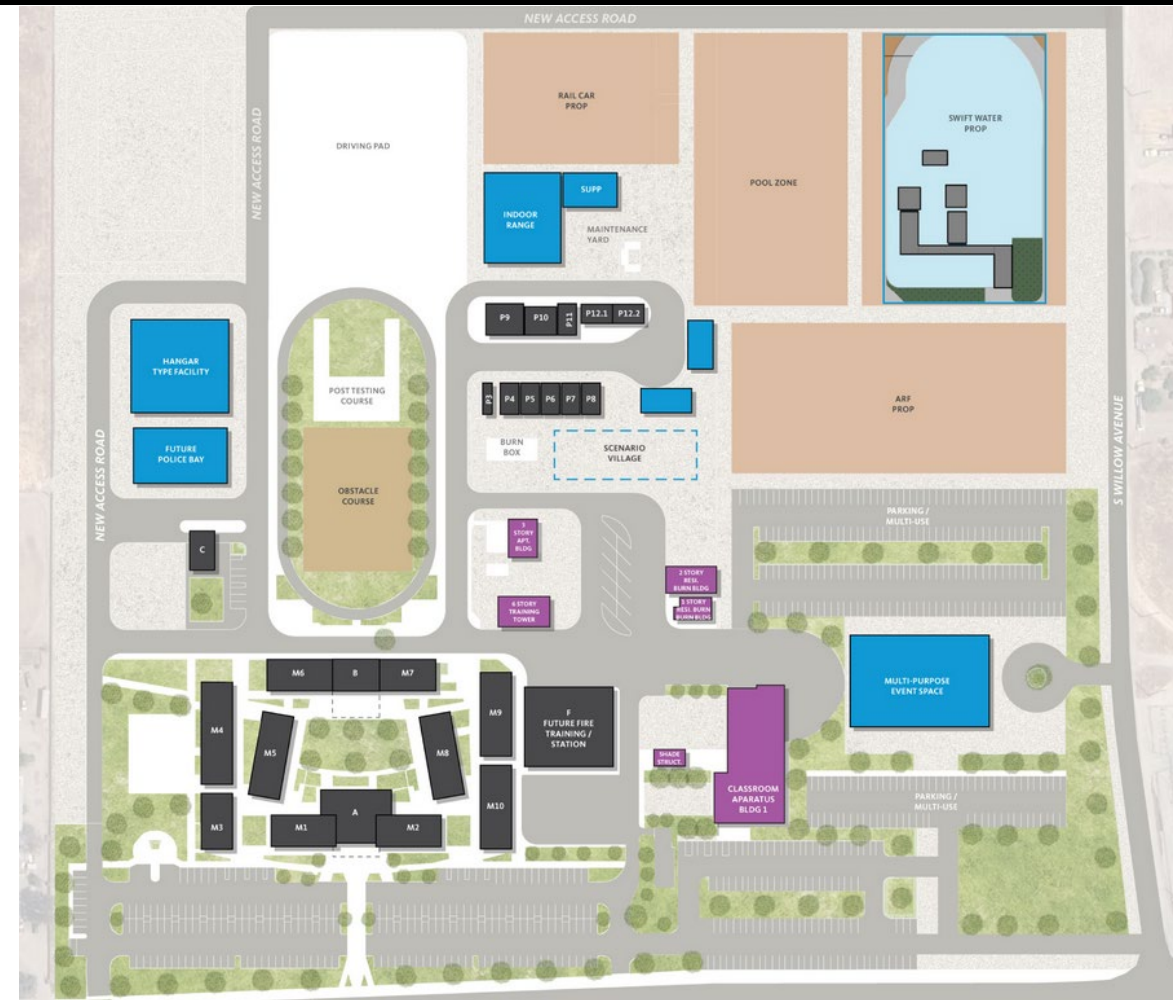 NEW ACCESS ROAD
NEW ACCESS ROAD
DRIVING PAD
RAIL CAR
PROP
POOL ZONE
SWIFT WATER
PROP
INDOOR
RANGE
SUPP
MAINTENANCE
YARD
P9
P10
P11
P12.1
P12.2
HANGAR
TYPE FACILITY
POST TESTING
COURSE
P3
P4
P5
P6
P7
P8
ARF
PROP
FUTURE
POLICE BAY
BURN
BOX
SCENARIO
VILLAGE
NEW ACCESS ROAD
S WILLOW AVENUE
OBSTACLE
COURSE
PARKING /
MULTI-USE
C
3
STORY
APT.
BLDG
2 STORY
RESI.
BURN BLDG
6 STORY
TRAINING
TOWER
RESI. BURN
BURN BLDG
M6
B
M7
M4
M5
M8
M9
F
FUTURE FIRE
TRAINING /
STATION
MULTI-PURPOSE
EVENT SPACE
SHADE
STRUCT.
CLASSROOM
APARATUS
BLDG 1
PARKING /
MULTI-USE
M3
M1
A
M2
M10